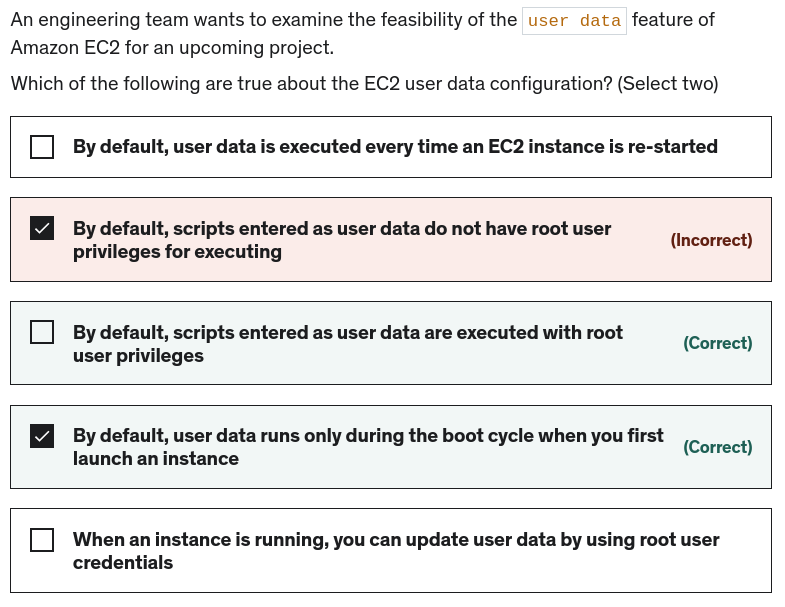 An engineering team wants to examine the feasibility of the user data feature of
Amazon EC2 for an upcoming project.
Which of the following are true about the EC2 user data configuration? (Select two)
By default, user data is executed every time an EC2 instance is re-started
By default, scripts entered as user data do not have root user
privileges for executing
(Incorrect)
By default, scripts entered as user data are executed with root
user privileges
(Correct)
By default, user data runs only during the boot cycle when you first
launch an instance
(Correct)
When an instance is running, you can update user data by using root user
credentials